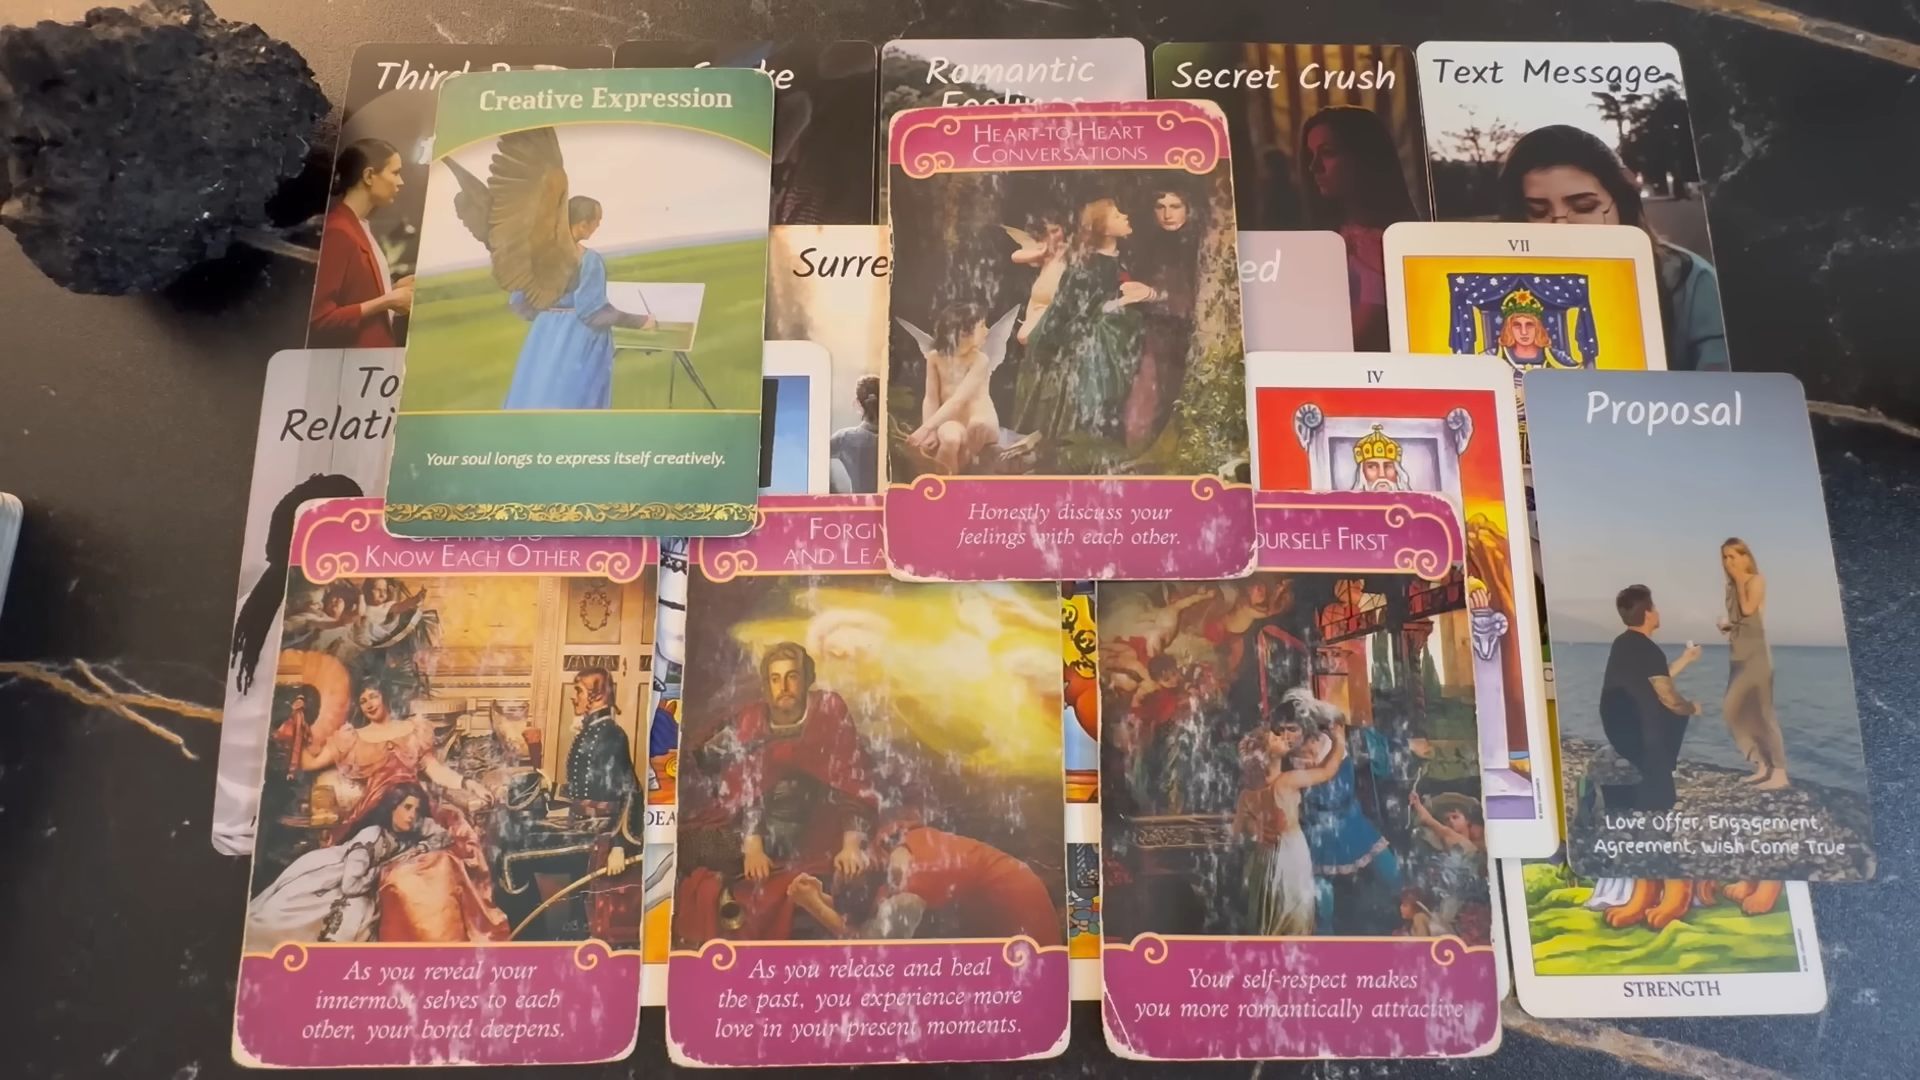 Third
Romantic
Secret Crush
Text Message
Creative Expression
Your soul longs to express itself creatively.
HEART-TO-HEART
CONVERSATIONS
Honestly discuss your
feelings with each other.
VII
IV
Proposal
Love Offer, Engagement,
Agreement, Wish Come True
KNOW EACH OTHER
As you reveal your
innermost selves to each
other, your bond deepens.
As you release and heal
the past, you experience more
love in your present moments.
FIRST
Your self-respect makes
you more romantically attractive
STRENGTH